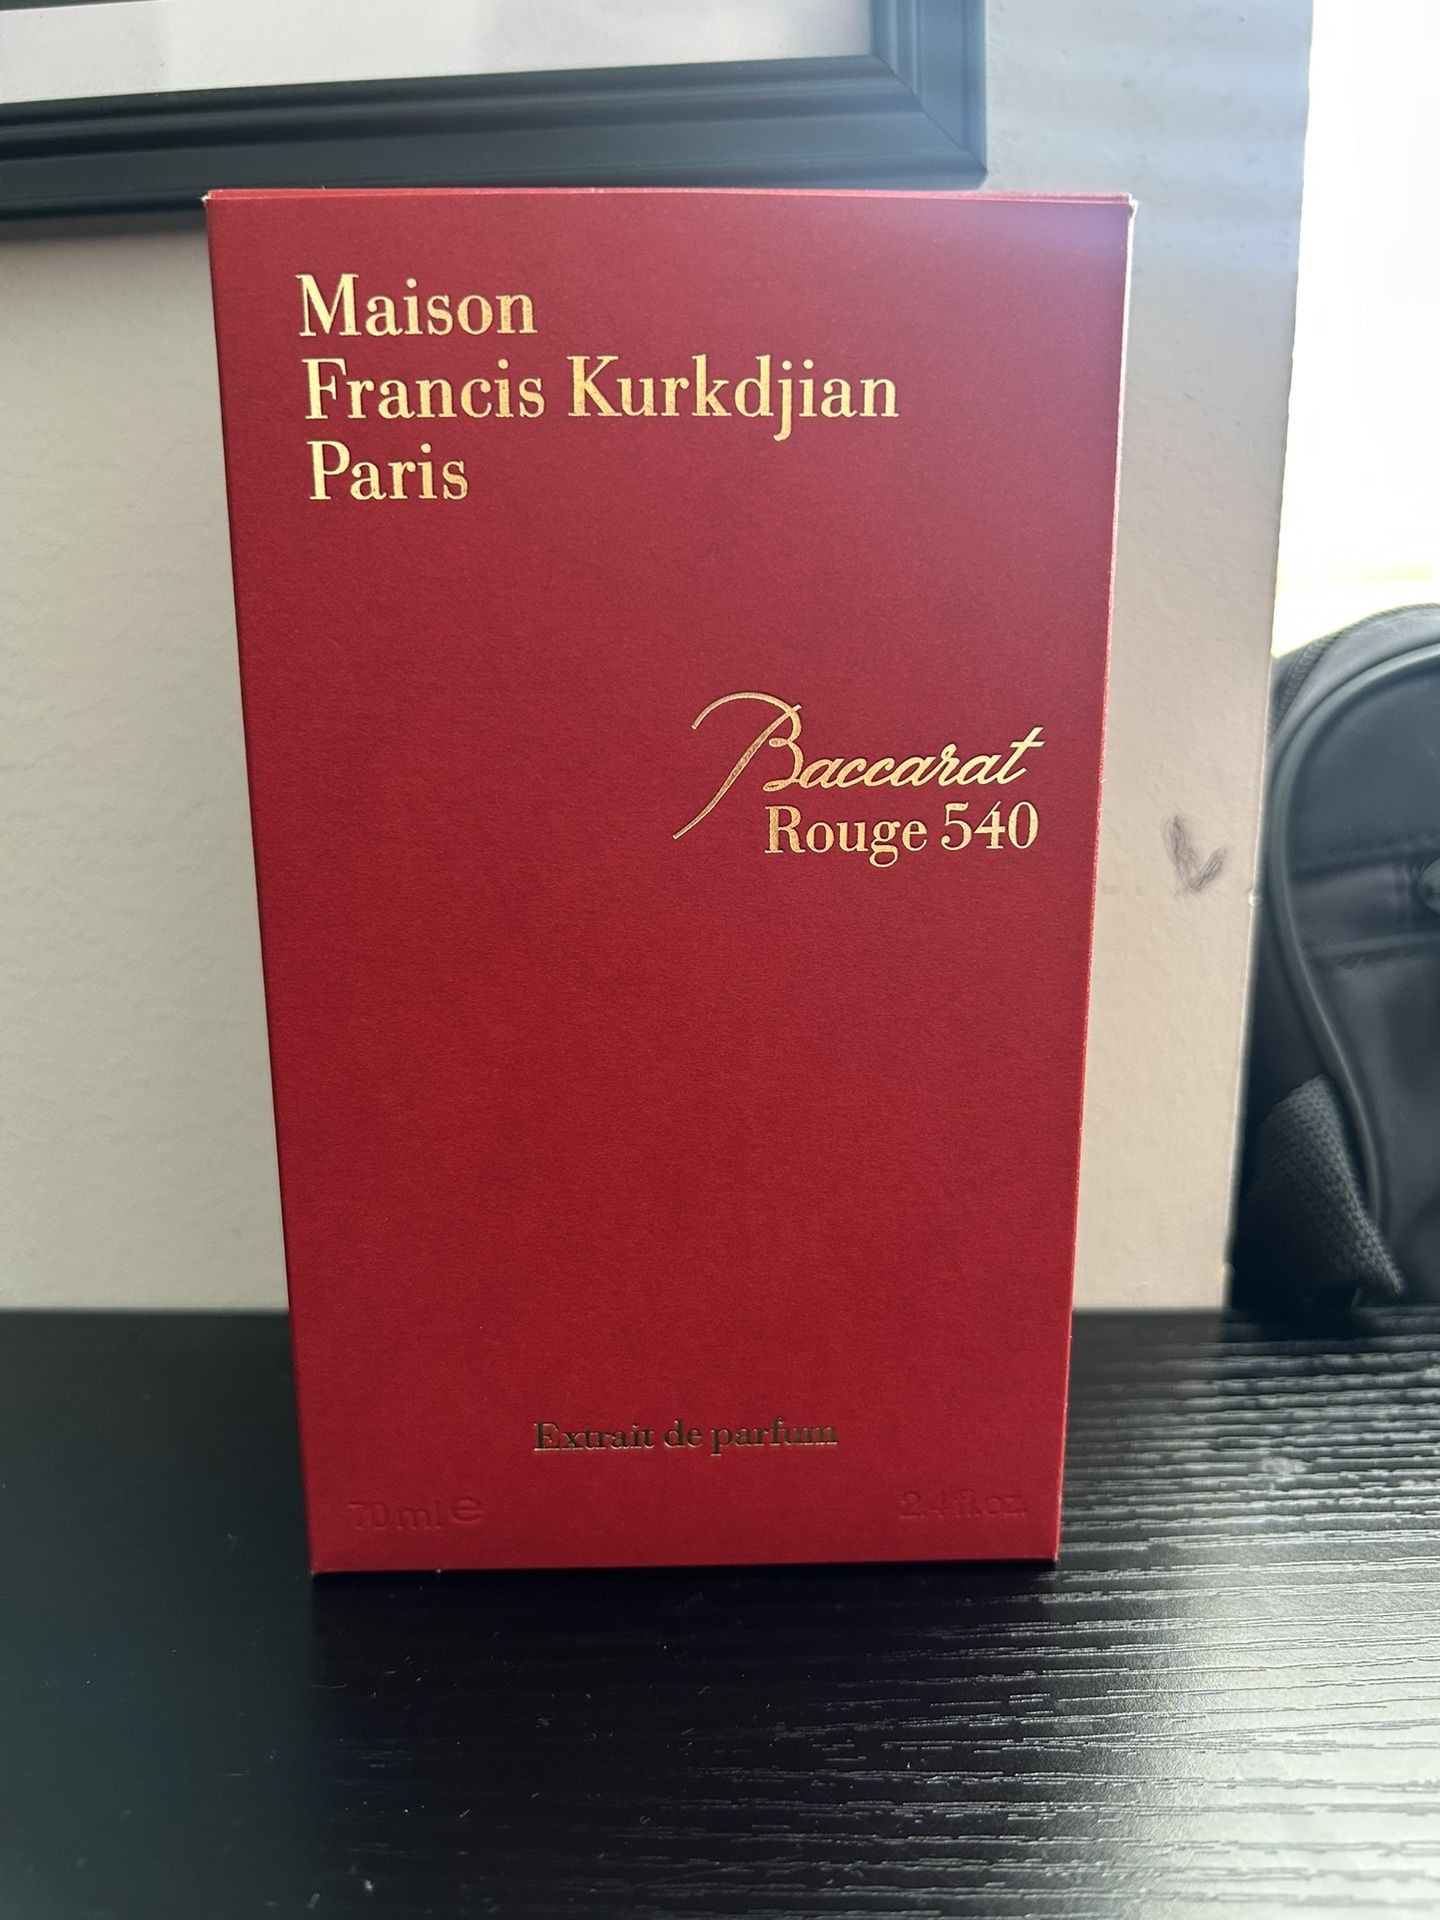 Maison
Francis Kurkdjian
Paris
Baccarat
Rouge 540
Extrait de parfum
70 ml e 2.4 fl.oz.